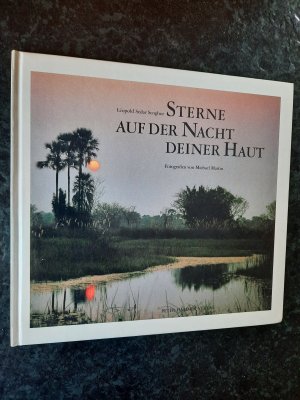 Léopold Sédar Senghor STERNE
AUF DER NACHT
DEINER HAUT
Fotografien von Michael Martin